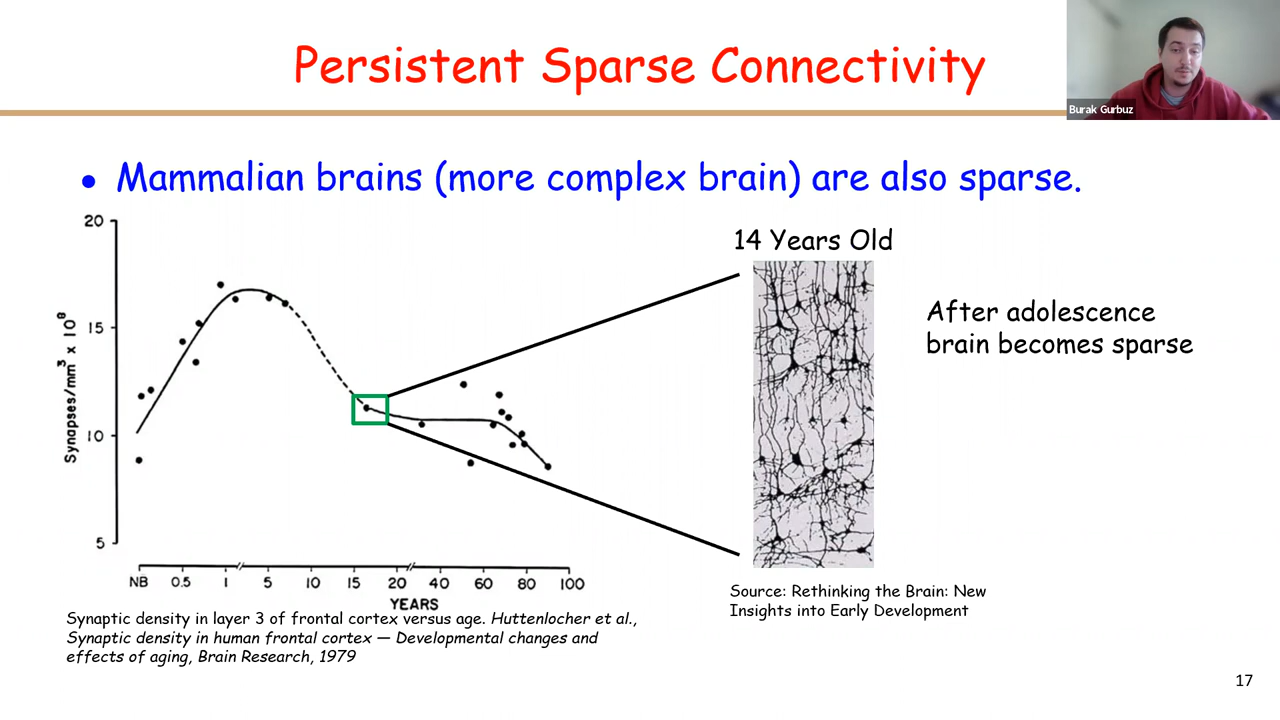 Persistent Sparse Connectivity
Burak Gurbuz
• Mammalian brains (more complex brain) are also sparse.
20
15
10
5
Synapses/mm³ x 10⁸
NB 0.5 1 5 10 15 20 40 60 80 100
YEARS
Synaptic density in layer 3 of frontal cortex versus age. Huttenlocher et al.,
Synaptic density in human frontal cortex — Developmental changes and
effects of aging, Brain Research, 1979
14 Years Old
After adolescence
brain becomes sparse
Source: Rethinking the Brain: New
Insights into Early Development
17